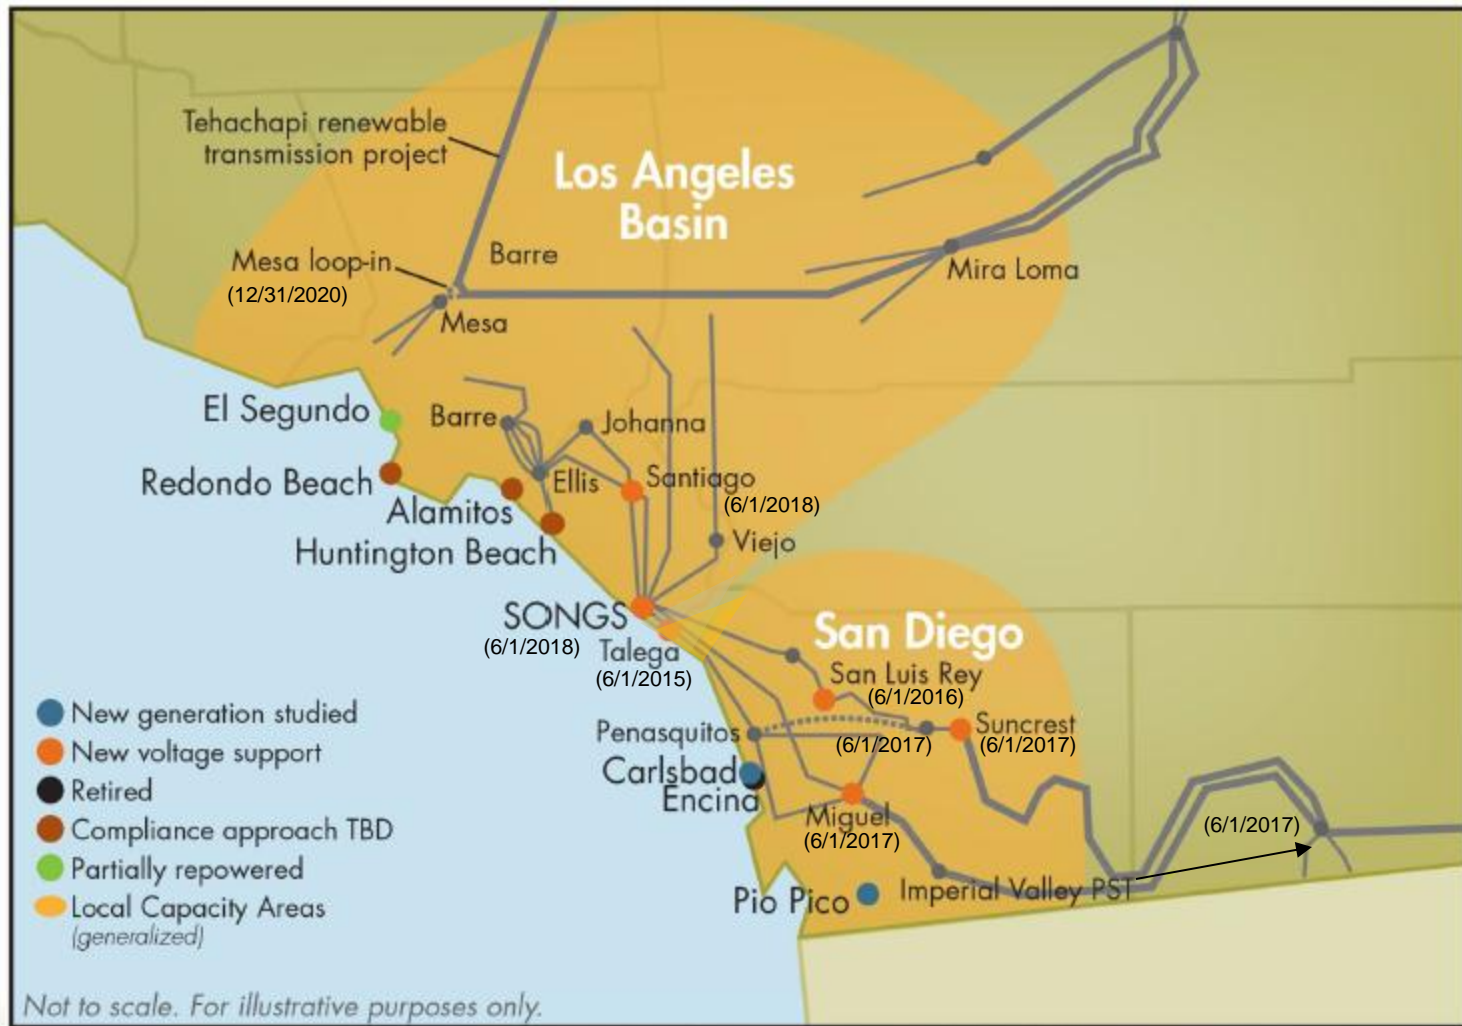 Tehachapi renewable
transmission project
Los Angeles
Basin
Mesa loop-in
(12/31/2020)
Barre
Mira Loma
Mesa
El Segundo
Barre
Johanna
Redondo Beach
Ellis
Santiago
(6/1/2018)
Alamitos
Huntington Beach
Viejo
SONGS
(6/1/2018)
Talega
(6/1/2015)
San Diego
San Luis Rey
(6/1/2016)
Penasquitos
(6/1/2017)
Suncrest
(6/1/2017)
Carlsbad
Encina
Miguel
(6/1/2017)
(6/1/2017)
Imperial Valley PST
Pio Pico
New generation studied
New voltage support
Retired
Compliance approach TBD
Partially repowered
Local Capacity Areas
(generalized)
Not to scale. For illustrative purposes only.